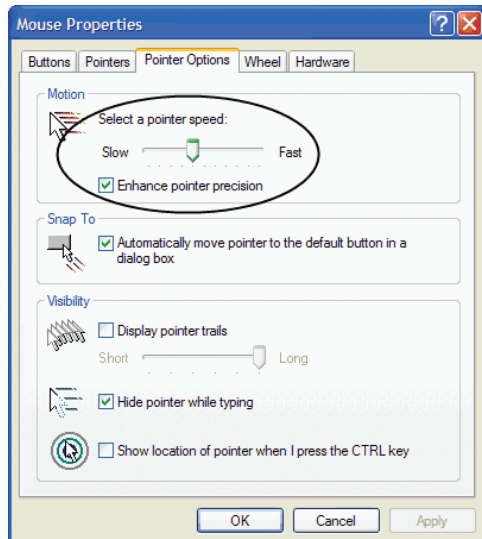 Mouse Properties
Buttons Pointers Pointer Options Wheel Hardware
Motion
Select a pointer speed:
Slow Fast
Enhance pointer precision
Snap To
Automatically move pointer to the default button in a
dialog box
Visibility
Display pointer trails
Short Long
Hide pointer while typing
Show location of pointer when I press the CTRL key
OK Cancel Apply